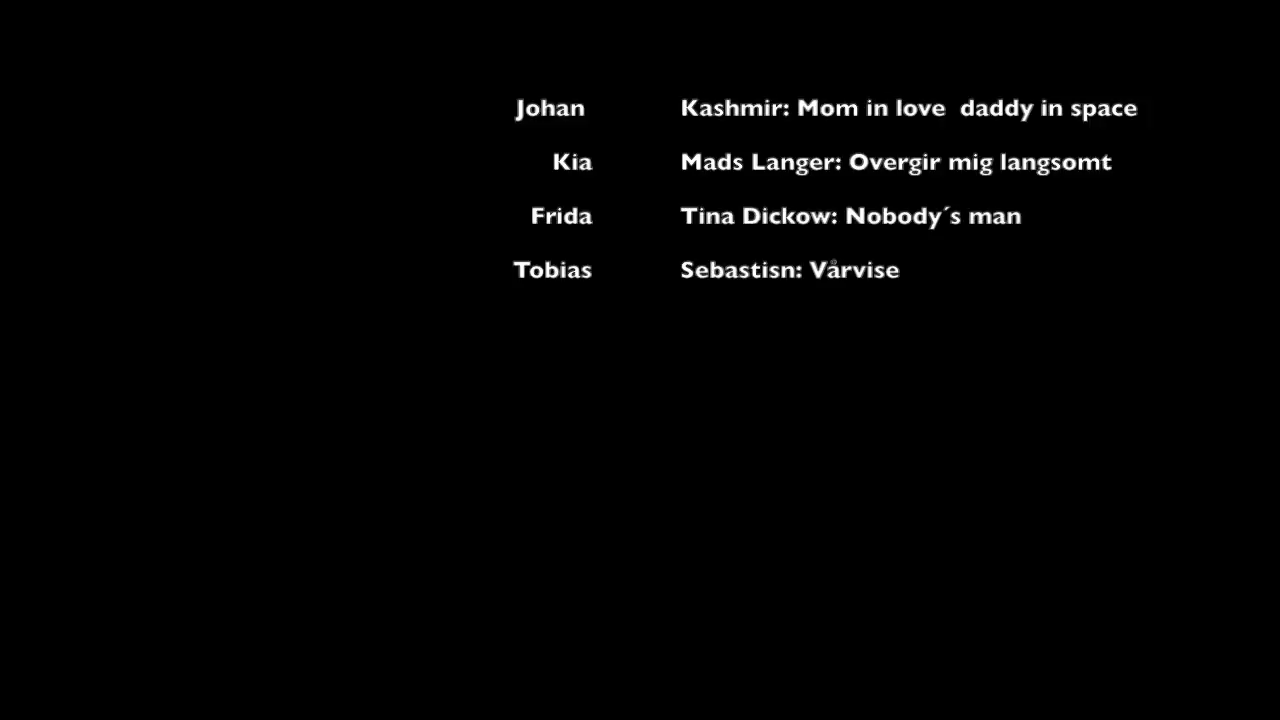 Johan Kashmir: Mom in love  daddy in space
Kia Mads Langer: Overgir mig langsomt
Frida Tina Dickow: Nobody´s man
Tobias Sebastisn: Vårvise